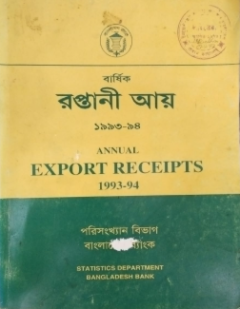 বার্ষিক
রপ্তানী আয়
১৯৯৩-৯৪
ANNUAL
EXPORT RECEIPTS
1993-94
পরিসংখ্যান বিভাগ
STATISTICS DEPARTMENT
BANGLADESH BANK